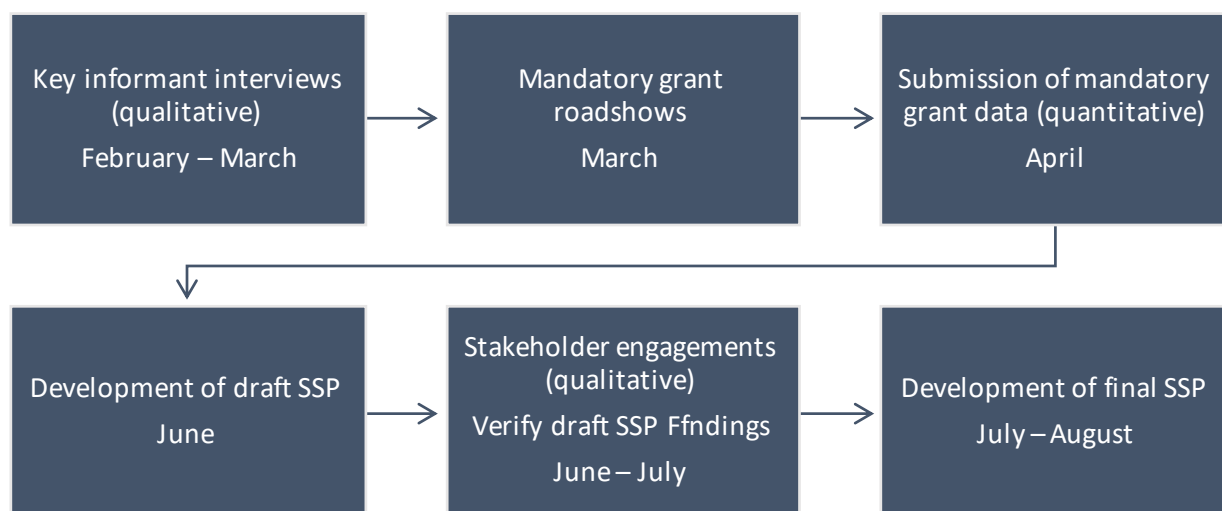 Key informant interviews
(qualitative)
February – March
Mandatory grant
roadshows
March
Submission of mandatory
grant data (quantitative)
April
Development of draft SSP
June
Stakeholder engagements
(qualitative)
Verify draft SSP Ffndings
June – July
Development of final SSP
July – August